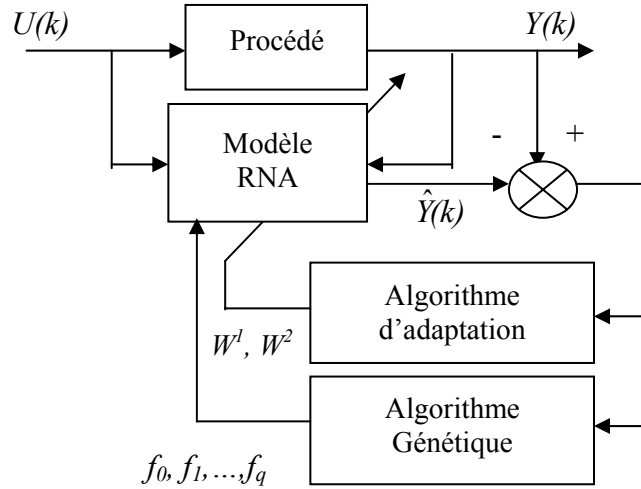 U(k)
Procédé
Y(k)
Modèle
RNA
- +
Ŷ(k)
Algorithme
d'adaptation
W¹, W²
Algorithme
Génétique
f₀, f₁, ...,f_q